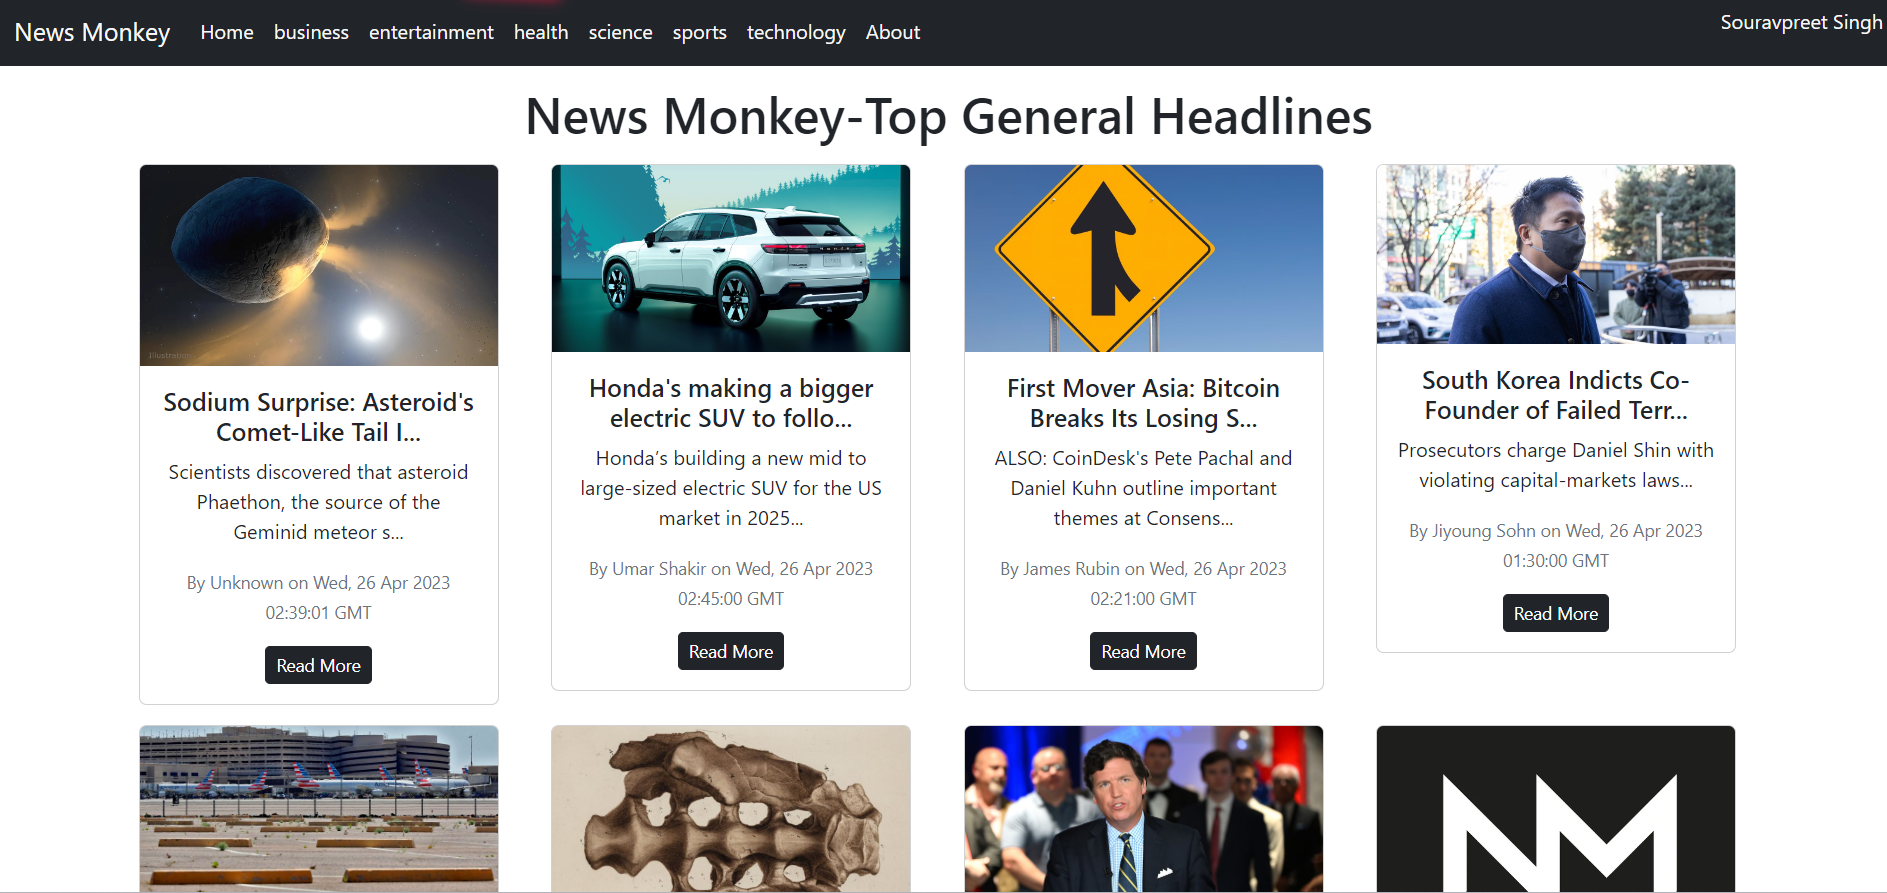 News Monkey Home business entertainment health science sports technology About Souravpreet Singh
News Monkey-Top General Headlines
Illustration
Sodium Surprise: Asteroid's
Comet-Like Tail I...
Scientists discovered that asteroid
Phaethon, the source of the
Geminid meteor s...
By Unknown on Wed, 26 Apr 2023
02:39:01 GMT
Read More
Honda's making a bigger
electric SUV to follo...
Honda’s building a new mid to
large-sized electric SUV for the US
market in 2025...
By Umar Shakir on Wed, 26 Apr 2023
02:45:00 GMT
Read More
First Mover Asia: Bitcoin
Breaks Its Losing S...
ALSO: CoinDesk's Pete Pachal and
Daniel Kuhn outline important
themes at Consens...
By James Rubin on Wed, 26 Apr 2023
02:21:00 GMT
Read More
South Korea Indicts Co-
Founder of Failed Terr...
Prosecutors charge Daniel Shin with
violating capital-markets laws...
By Jiyoung Sohn on Wed, 26 Apr 2023
01:30:00 GMT
Read More
NM